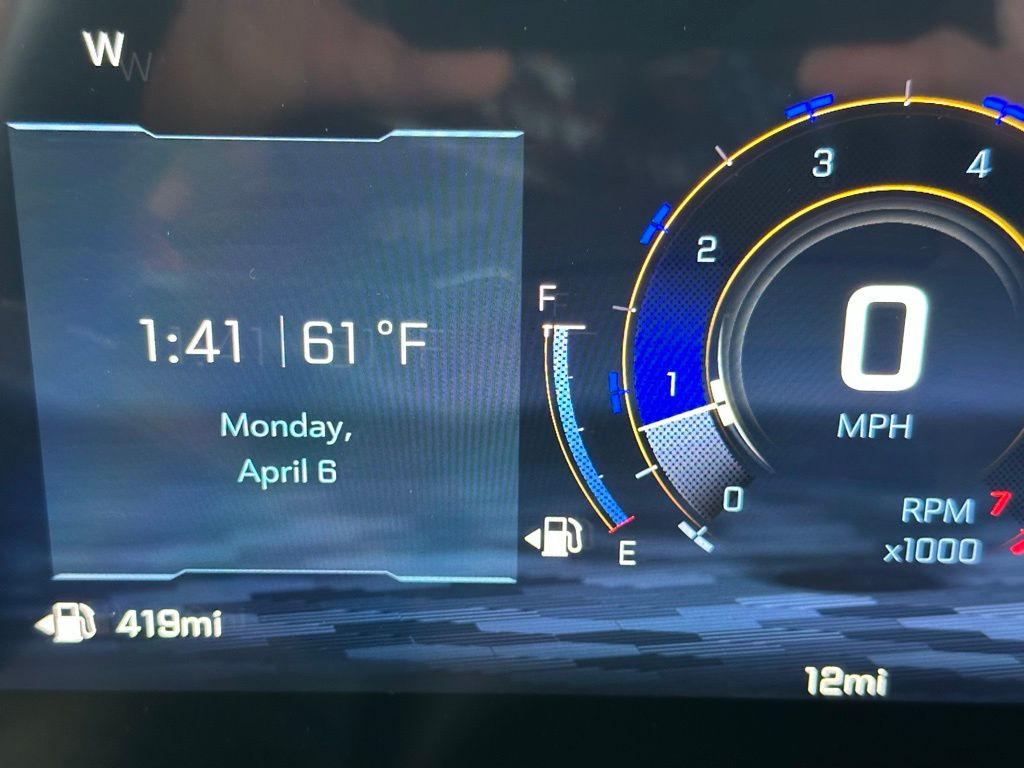 W
1:41 | 61 °F
Monday,
April 6
419mi
F
E
0
1
2
3
4
0
MPH
RPM
x1000
7
12mi